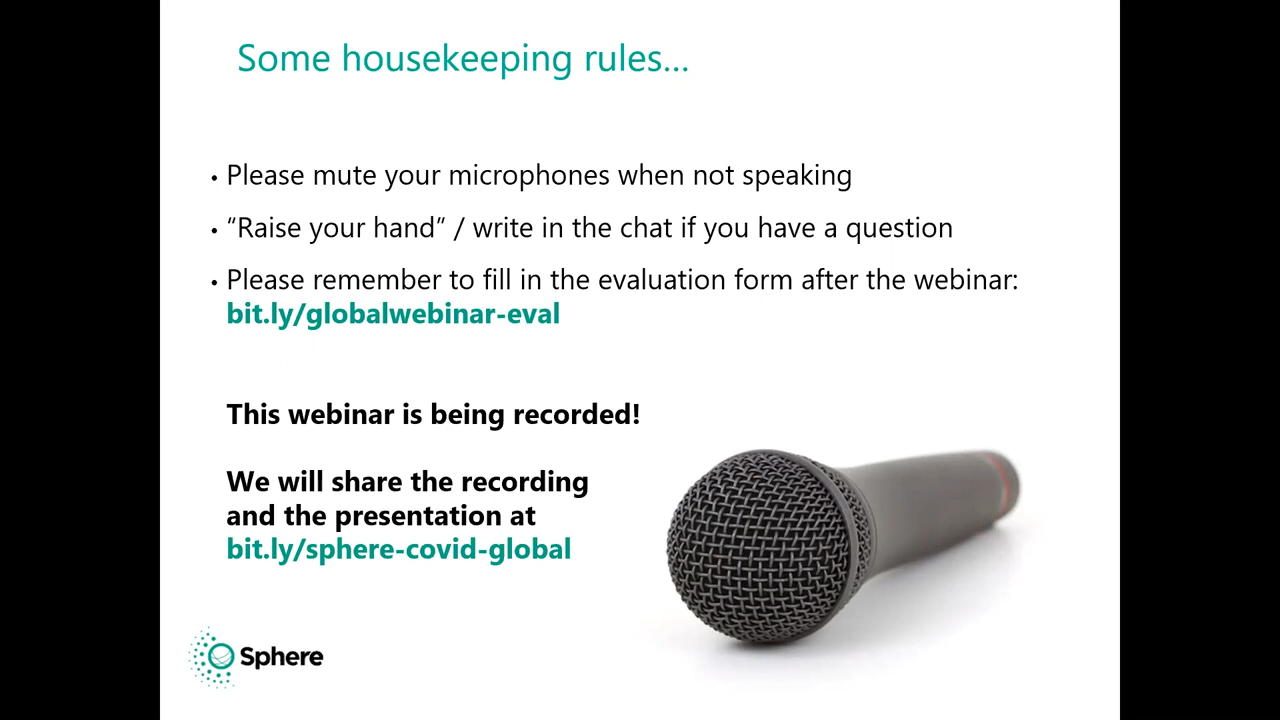 Some housekeeping rules...
• Please mute your microphones when not speaking
• “Raise your hand” / write in the chat if you have a question
• Please remember to fill in the evaluation form after the webinar:
bit.ly/globalwebinar-eval
This webinar is being recorded!
We will share the recording
and the presentation at
bit.ly/sphere-covid-global
Sphere